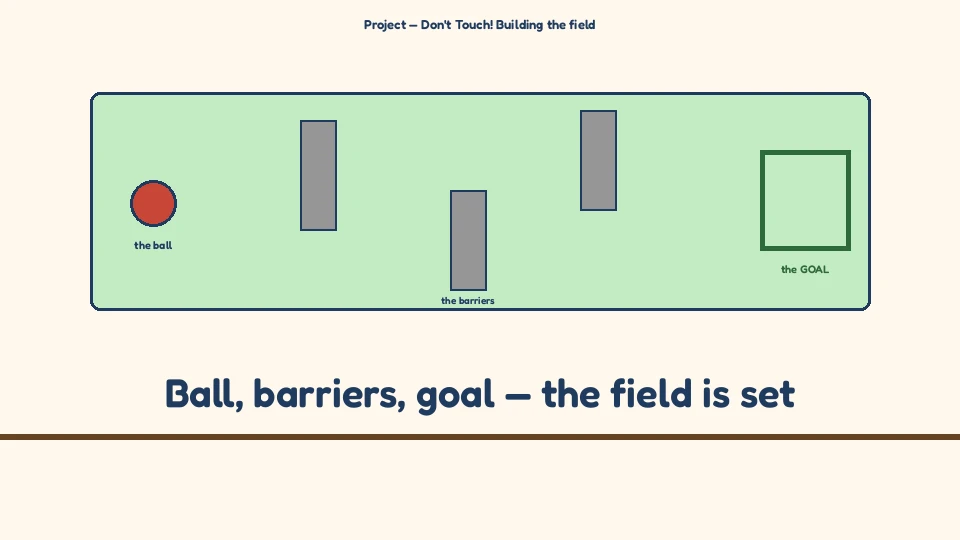 Project — Don't Touch! Building the field
the ball
the GOAL
the barriers
Ball, barriers, goal — the field is set